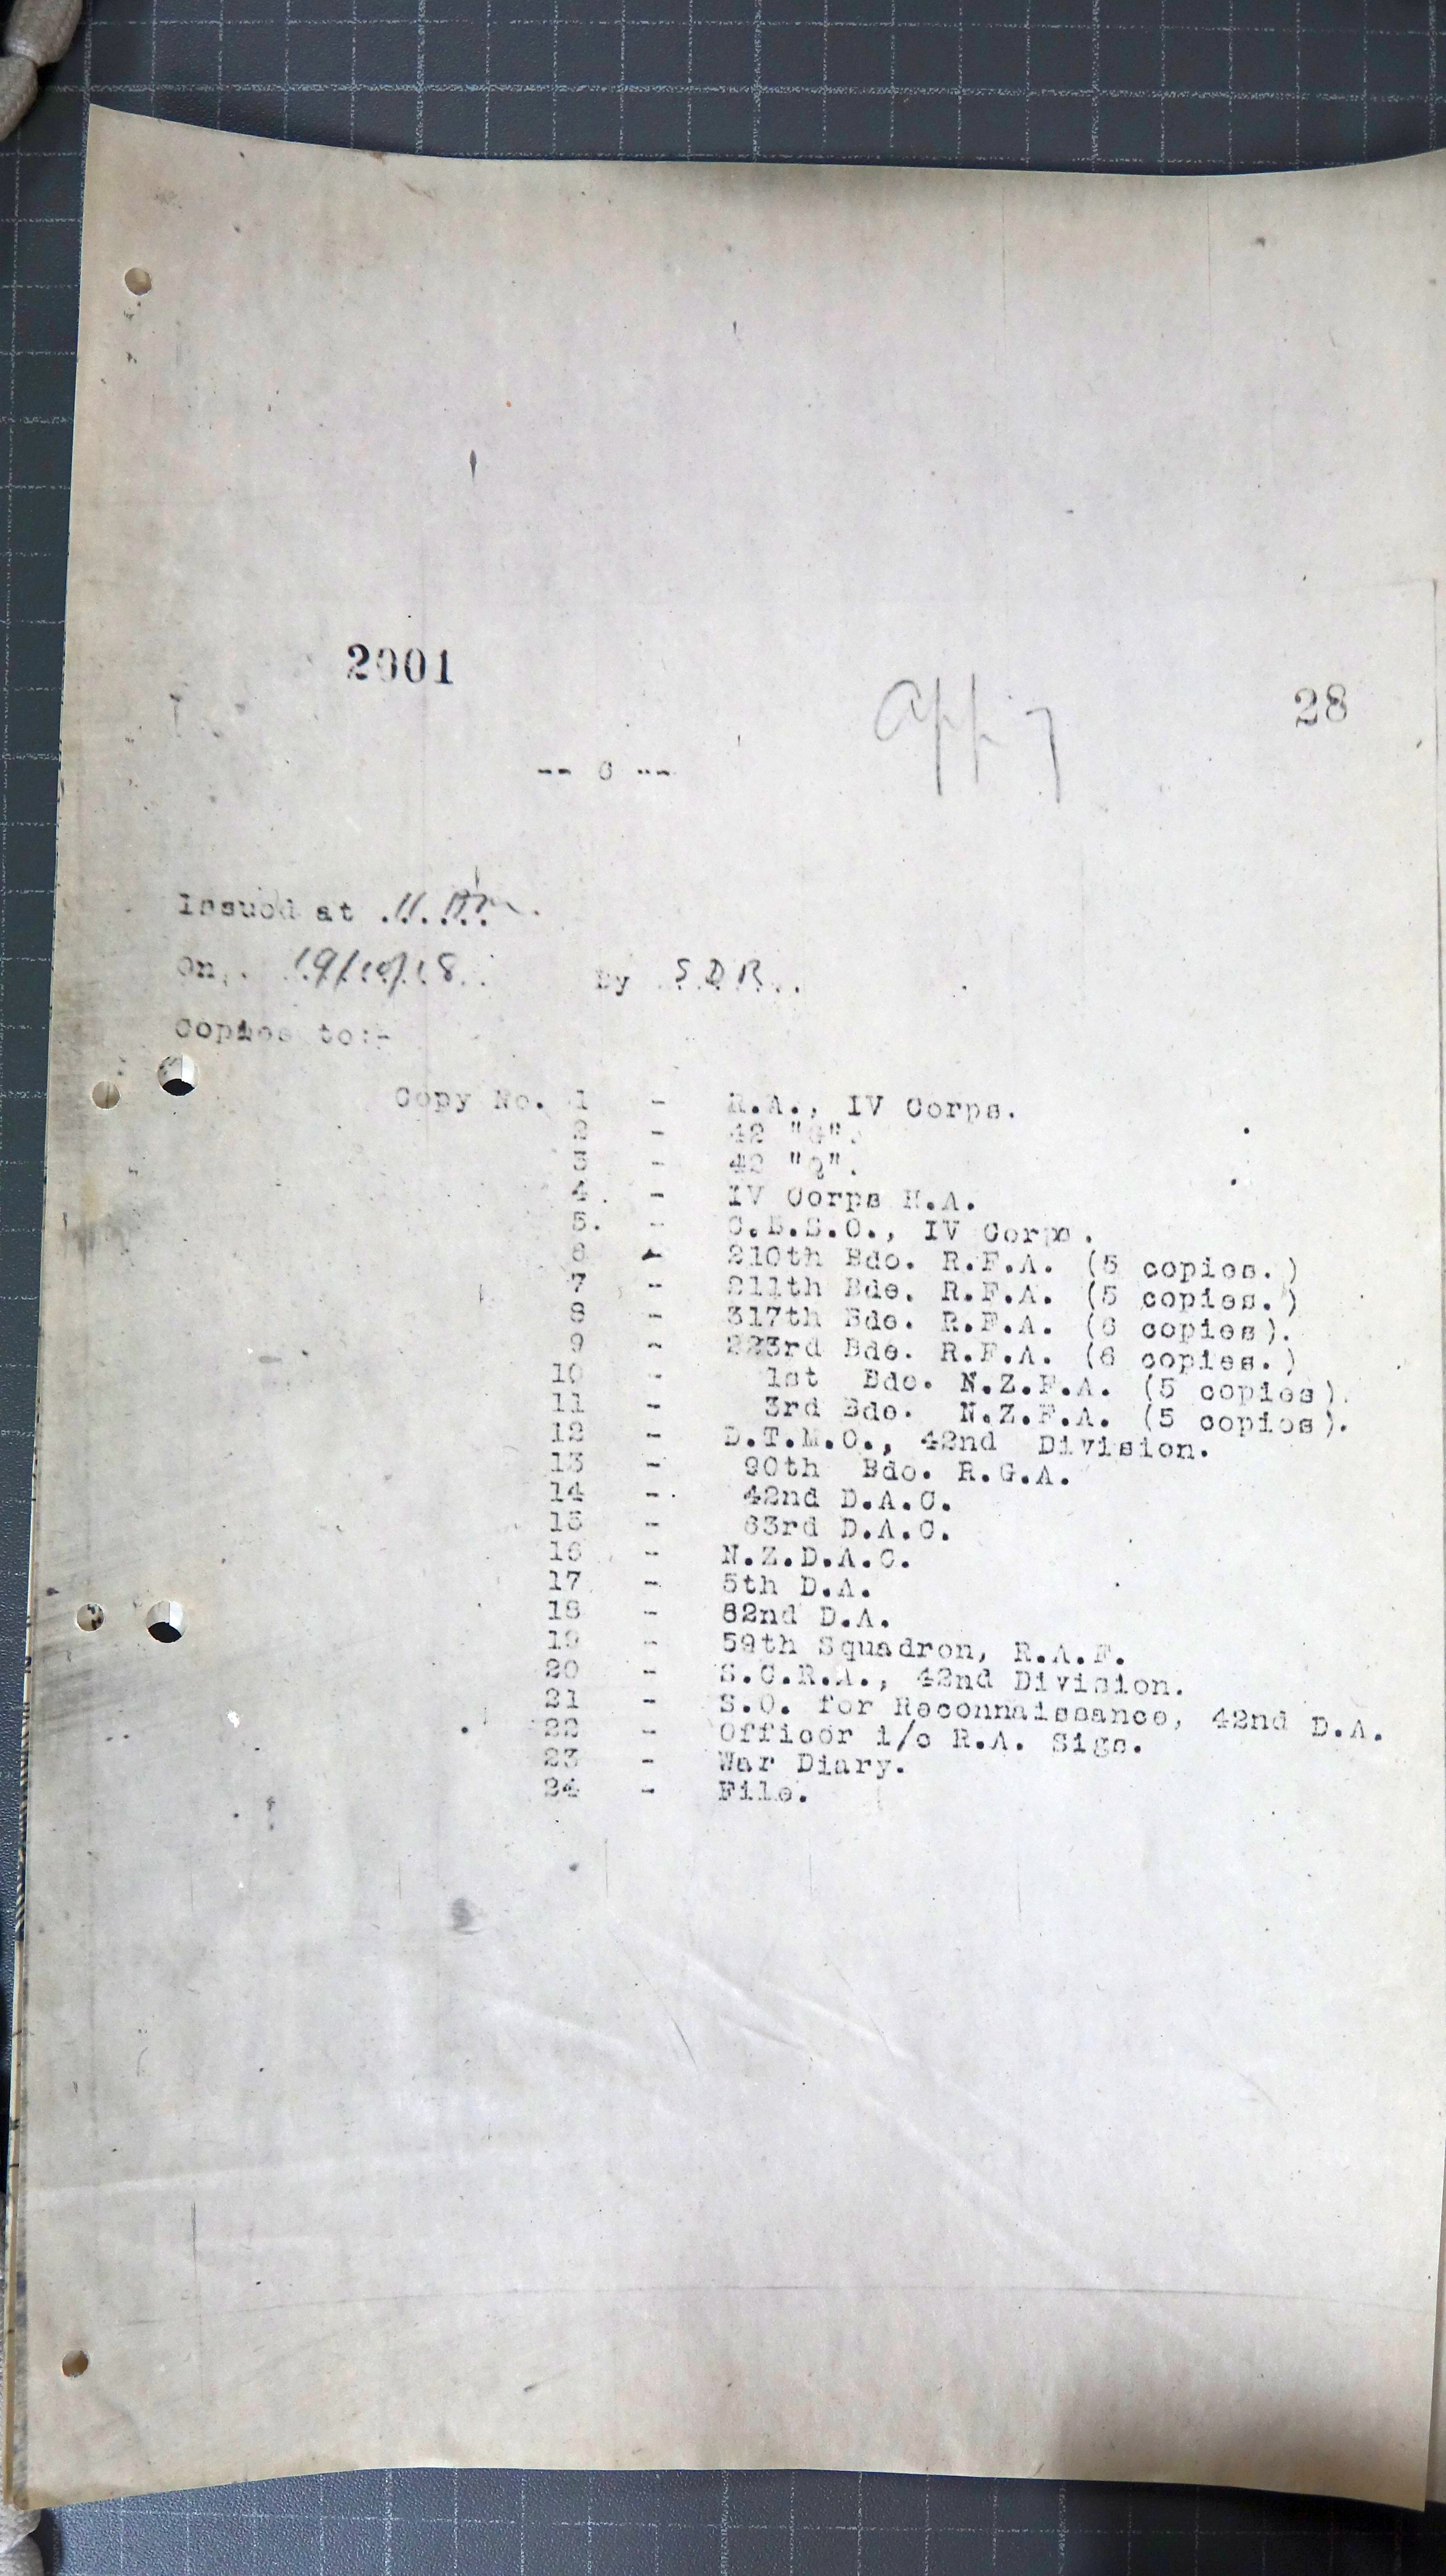 2001
App 7
28
-- 6 --
Issued at .11. pm.
On,. 19/10/18. By S D R...
Copies to:-
Copy No. 1 - R.A., IV Corps.
2 - 42 "G".
3 - 42 "Q".
4. - IV Corps H.A.
5. - C.B.S.O., IV Corps.
6 - 210th Bde. R.F.A. (5 copies.)
7 - 211th Bde. R.F.A. (5 copies.)
8 - 317th Bde. R.F.A. (6 copies).
9 - 223rd Bde. R.F.A. (6 copies.)
10 - 1st Bde. N.Z.F.A. (5 copies).
11 - 3rd Bde. N.Z.F.A. (5 copies).
12 - D.T.M.O., 42nd Division.
13 - 90th Bde. R.G.A.
14 - 42nd D.A.C.
15 - 63rd D.A.C.
16 - N.Z.D.A.C.
17 - 5th D.A.
18 - 62nd D.A.
19 - 59th Squadron, R.A.F.
20 - S.C.R.A., 42nd Division.
21 - S.O. for Reconnaissance, 42nd D.A.
22 - Officer i/c R.A. Sigs.
23 - War Diary.
24 - File.